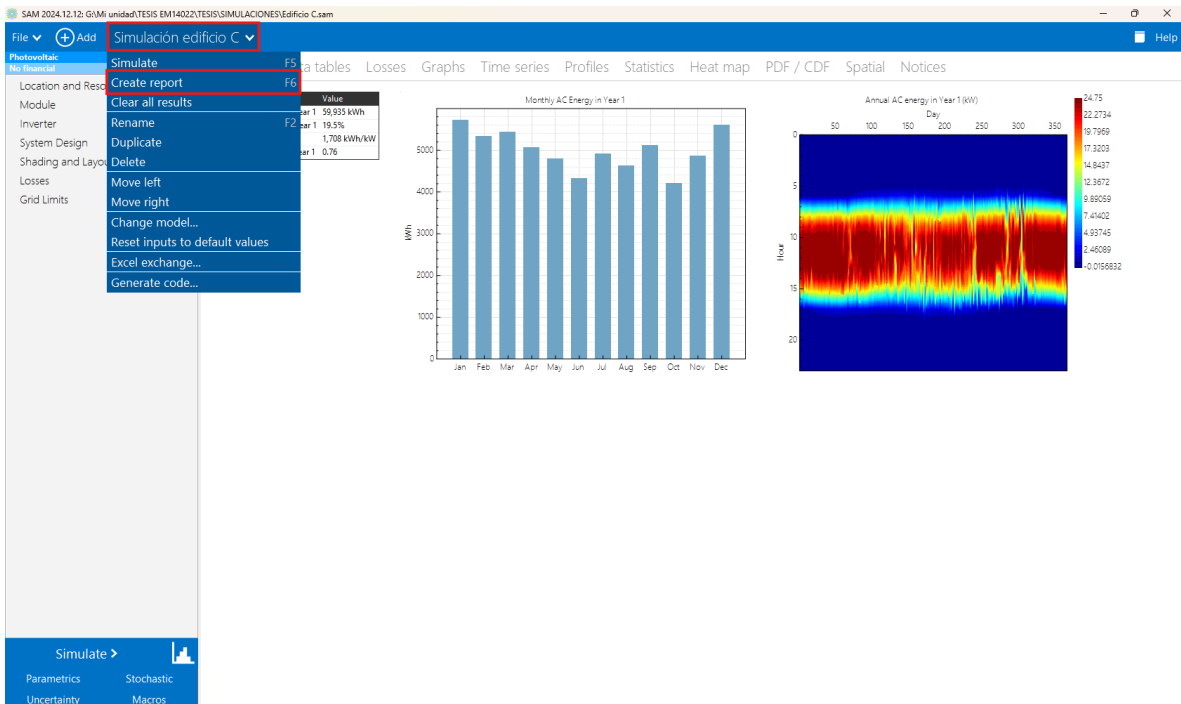 SAM 2024.12.12: G:\Mi unidad\TESIS EM14022\TESIS\SIMULACIONES\Edificio C.sam
File Add Simulación edificio C Help
Photovoltaic
No financial
Location and Reso
Module
Inverter
System Design
Shading and Layou
Losses
Grid Limits
Simulate F5
Create report F6
Clear all results
Rename F2
Duplicate
Delete
Move left
Move right
Change model...
Reset inputs to default values
Excel exchange...
Generate code...
ta tables Losses Graphs Time series Profiles Statistics Heat map PDF / CDF Spatial Notices
Value
ear 1 59,935 kWh
ear 1 19.5%
1,708 kWh/kW
ear 1 0.76
Monthly AC Energy in Year 1
kWh
5000
4000
3000
2000
1000
0
Jan Feb Mar Apr May Jun Jul Aug Sep Oct Nov Dec
Annual AC energy in Year 1 (kW)
Day
50 100 150 200 250 300 350
Hour
0
5
10
15
20
24.75
22.2734
19.7969
17.3203
14.8437
12.3672
9.89059
7.41402
4.93745
2.46089
-0.0156832
Simulate >
Parametrics Stochastic
Uncertainty Macros